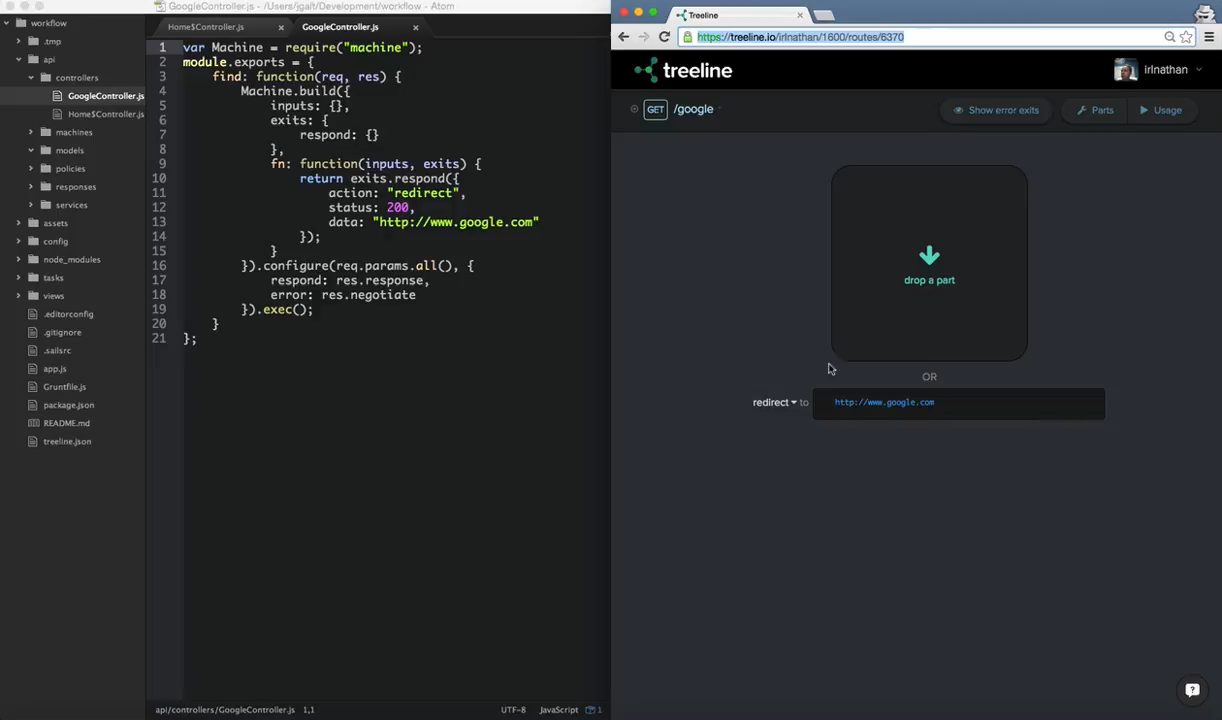 Home$Controller.js - /Users/jgalt/Development/workflow - Atom
workflow
.tmp
api
controllers
GoogleController.js
Home$Controller.js
machines
models
policies
responses
services
assets
config
node_modules
tasks
views
.editorconfig
.gitignore
.sailsrc
app.js
Gruntfile.js
package.json
README.md
treeline.json
Home$Controller.js
GoogleController.js
1 var Machine = require("machine");
2 module.exports = {
3 find: function(req, res) {
4 Machine.build({
5 inputs: {},
6 exits: {
7 respond: {}
8 },
9 fn: function(inputs, exits) {
10 return exits.respond({
11 action: "redirect",
12 status: 200,
13 data: "http://www.google.com"
14 });
15 }
16 }).configure(req.params.all(), {
17 respond: res.response,
18 error: res.negotiate
19 }).exec();
20 }
21 };
api/controllers/GoogleController.js 1,1
UTF-8 JavaScript 1
Treeline
https://treeline.io/irlnathan/1600/routes/6370
treeline
irlnathan
GET /google
Show error exits
Parts
Usage
drop a part
OR
redirect to http://www.google.com